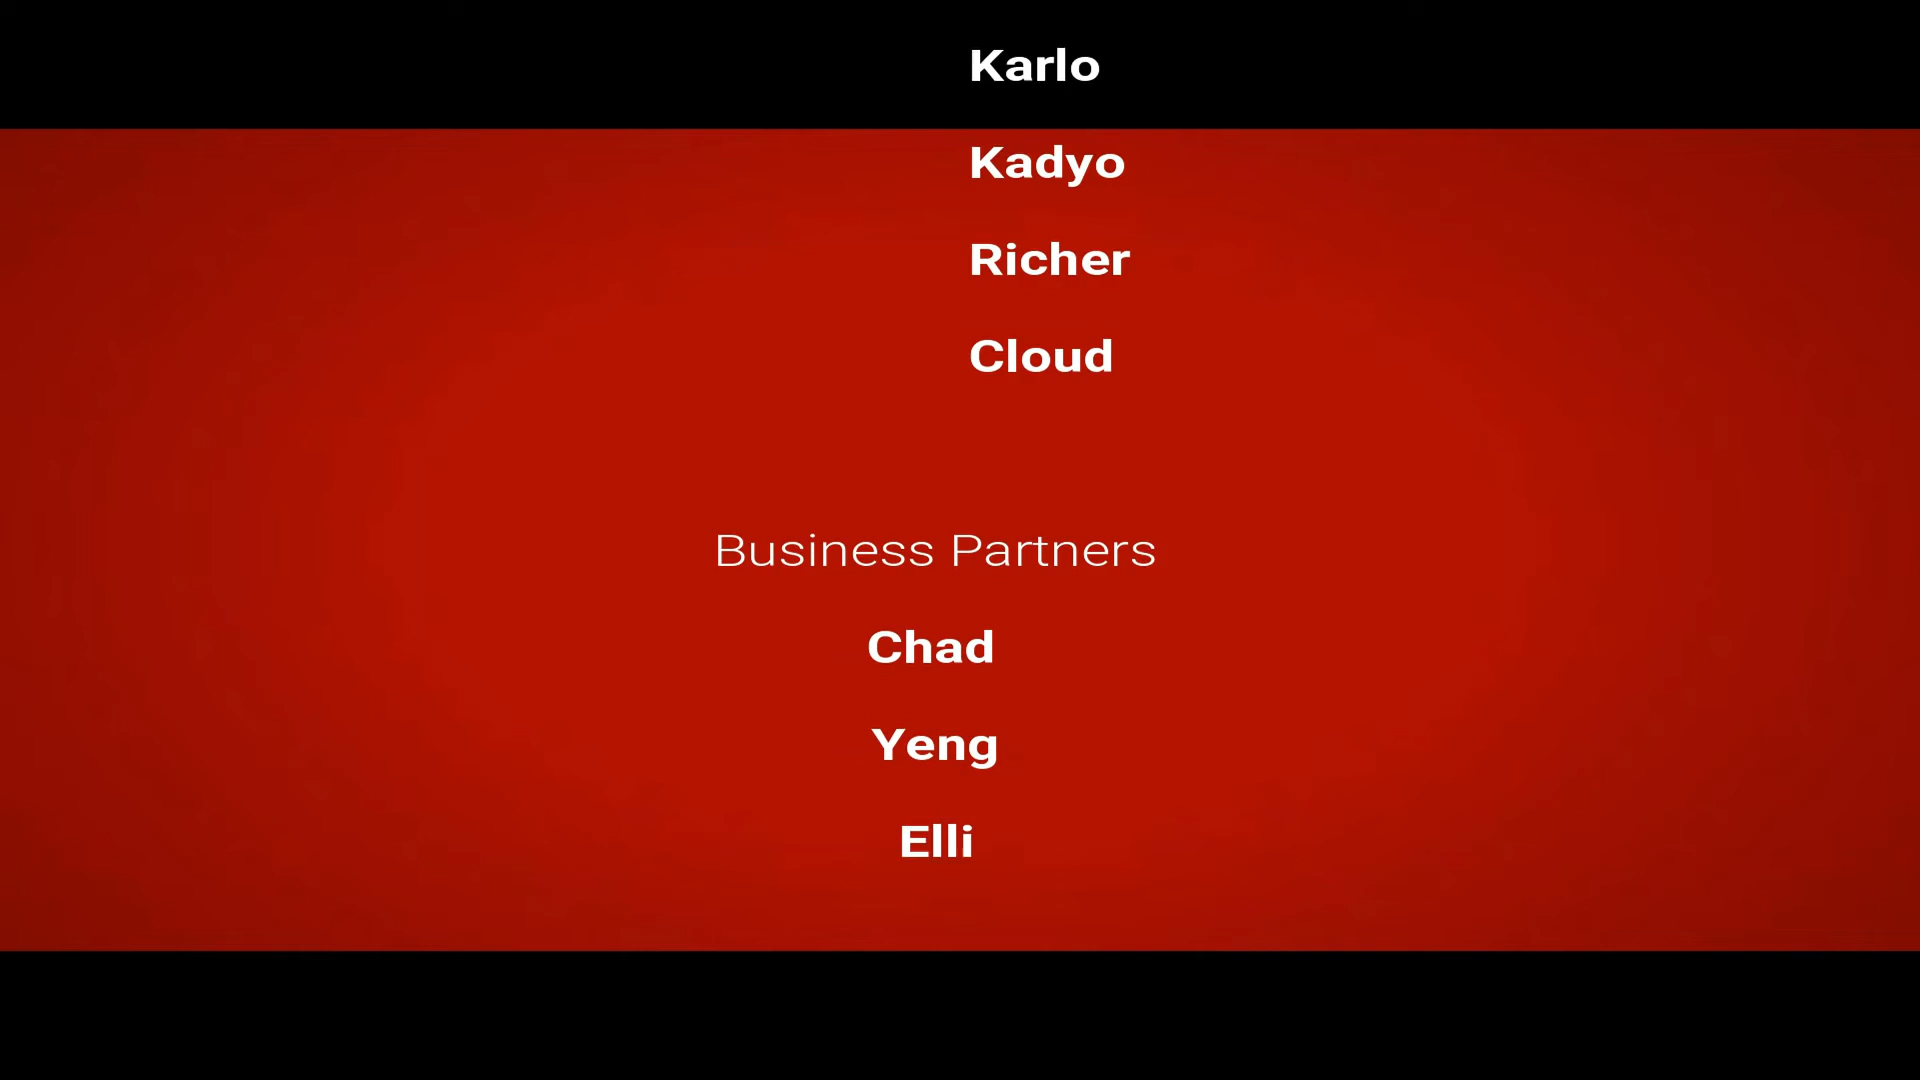 Karlo
Kadyo
Richer
Cloud
Business Partners
Chad
Yeng
Elli